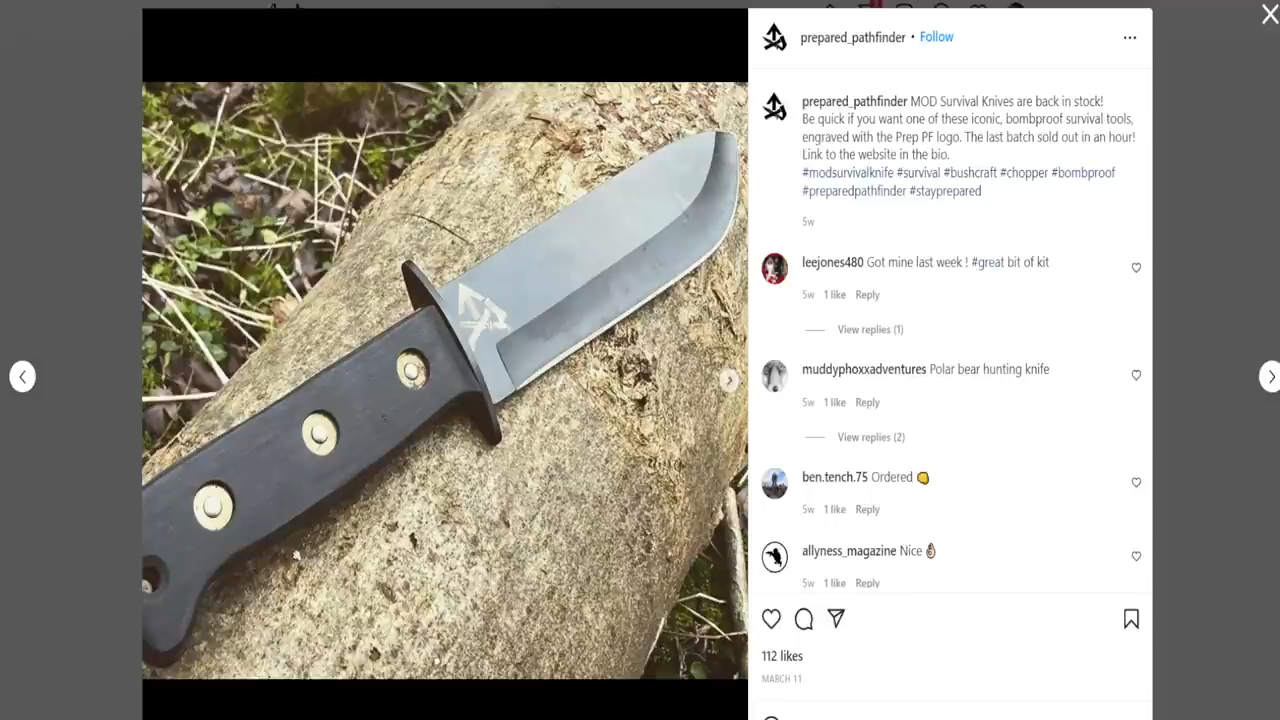 prepared_pathfinder • Follow
prepared_pathfinder MOD Survival Knives are back in stock!
Be quick if you want one of these iconic, bombproof survival tools,
engraved with the Prep PF logo. The last batch sold out in an hour!
Link to the website in the bio.
#modsurvivalknife #survival #bushcraft #chopper #bombproof
#preparedpathfinder #stayprepared
5w
leejones480 Got mine last week ! #great bit of kit
5w 1 like Reply
View replies (1)
muddyphoxxadventures Polar bear hunting knife
5w 1 like Reply
View replies (2)
ben.tench.75 Ordered
5w 1 like Reply
allyness_magazine Nice
5w 1 like Reply
112 likes
MARCH 11